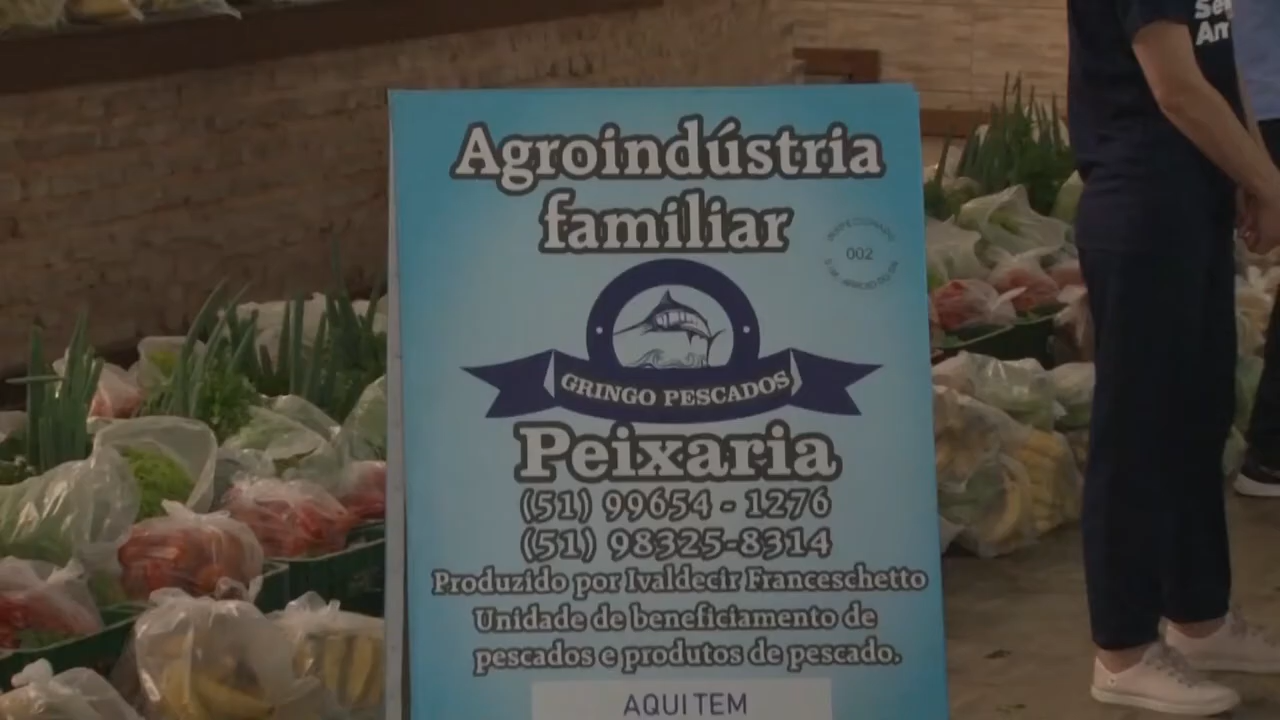 Agroindústria
familiar
002
GRINGO PESCADOS
Peixaria
(51) 99654 - 1276
(51) 98325-8314
Produzido por Ivaldecir Franceschetto
Unidade de beneficiamento de
pescados e produtos de pescado.
AQUI TEM